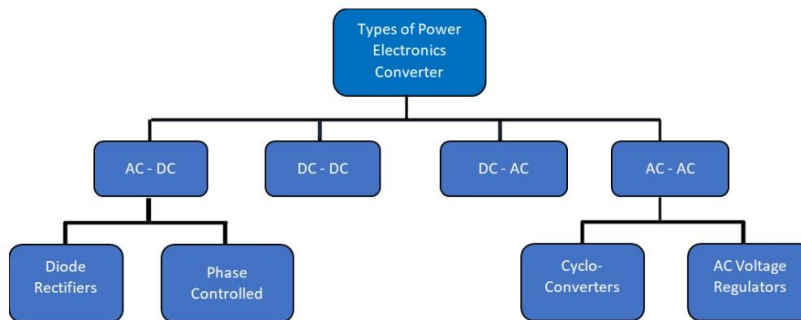 Types of Power
Electronics
Converter
AC - DC
DC - DC
DC - AC
AC - AC
Diode
Rectifiers
Phase
Controlled
Cyclo-
Converters
AC Voltage
Regulators